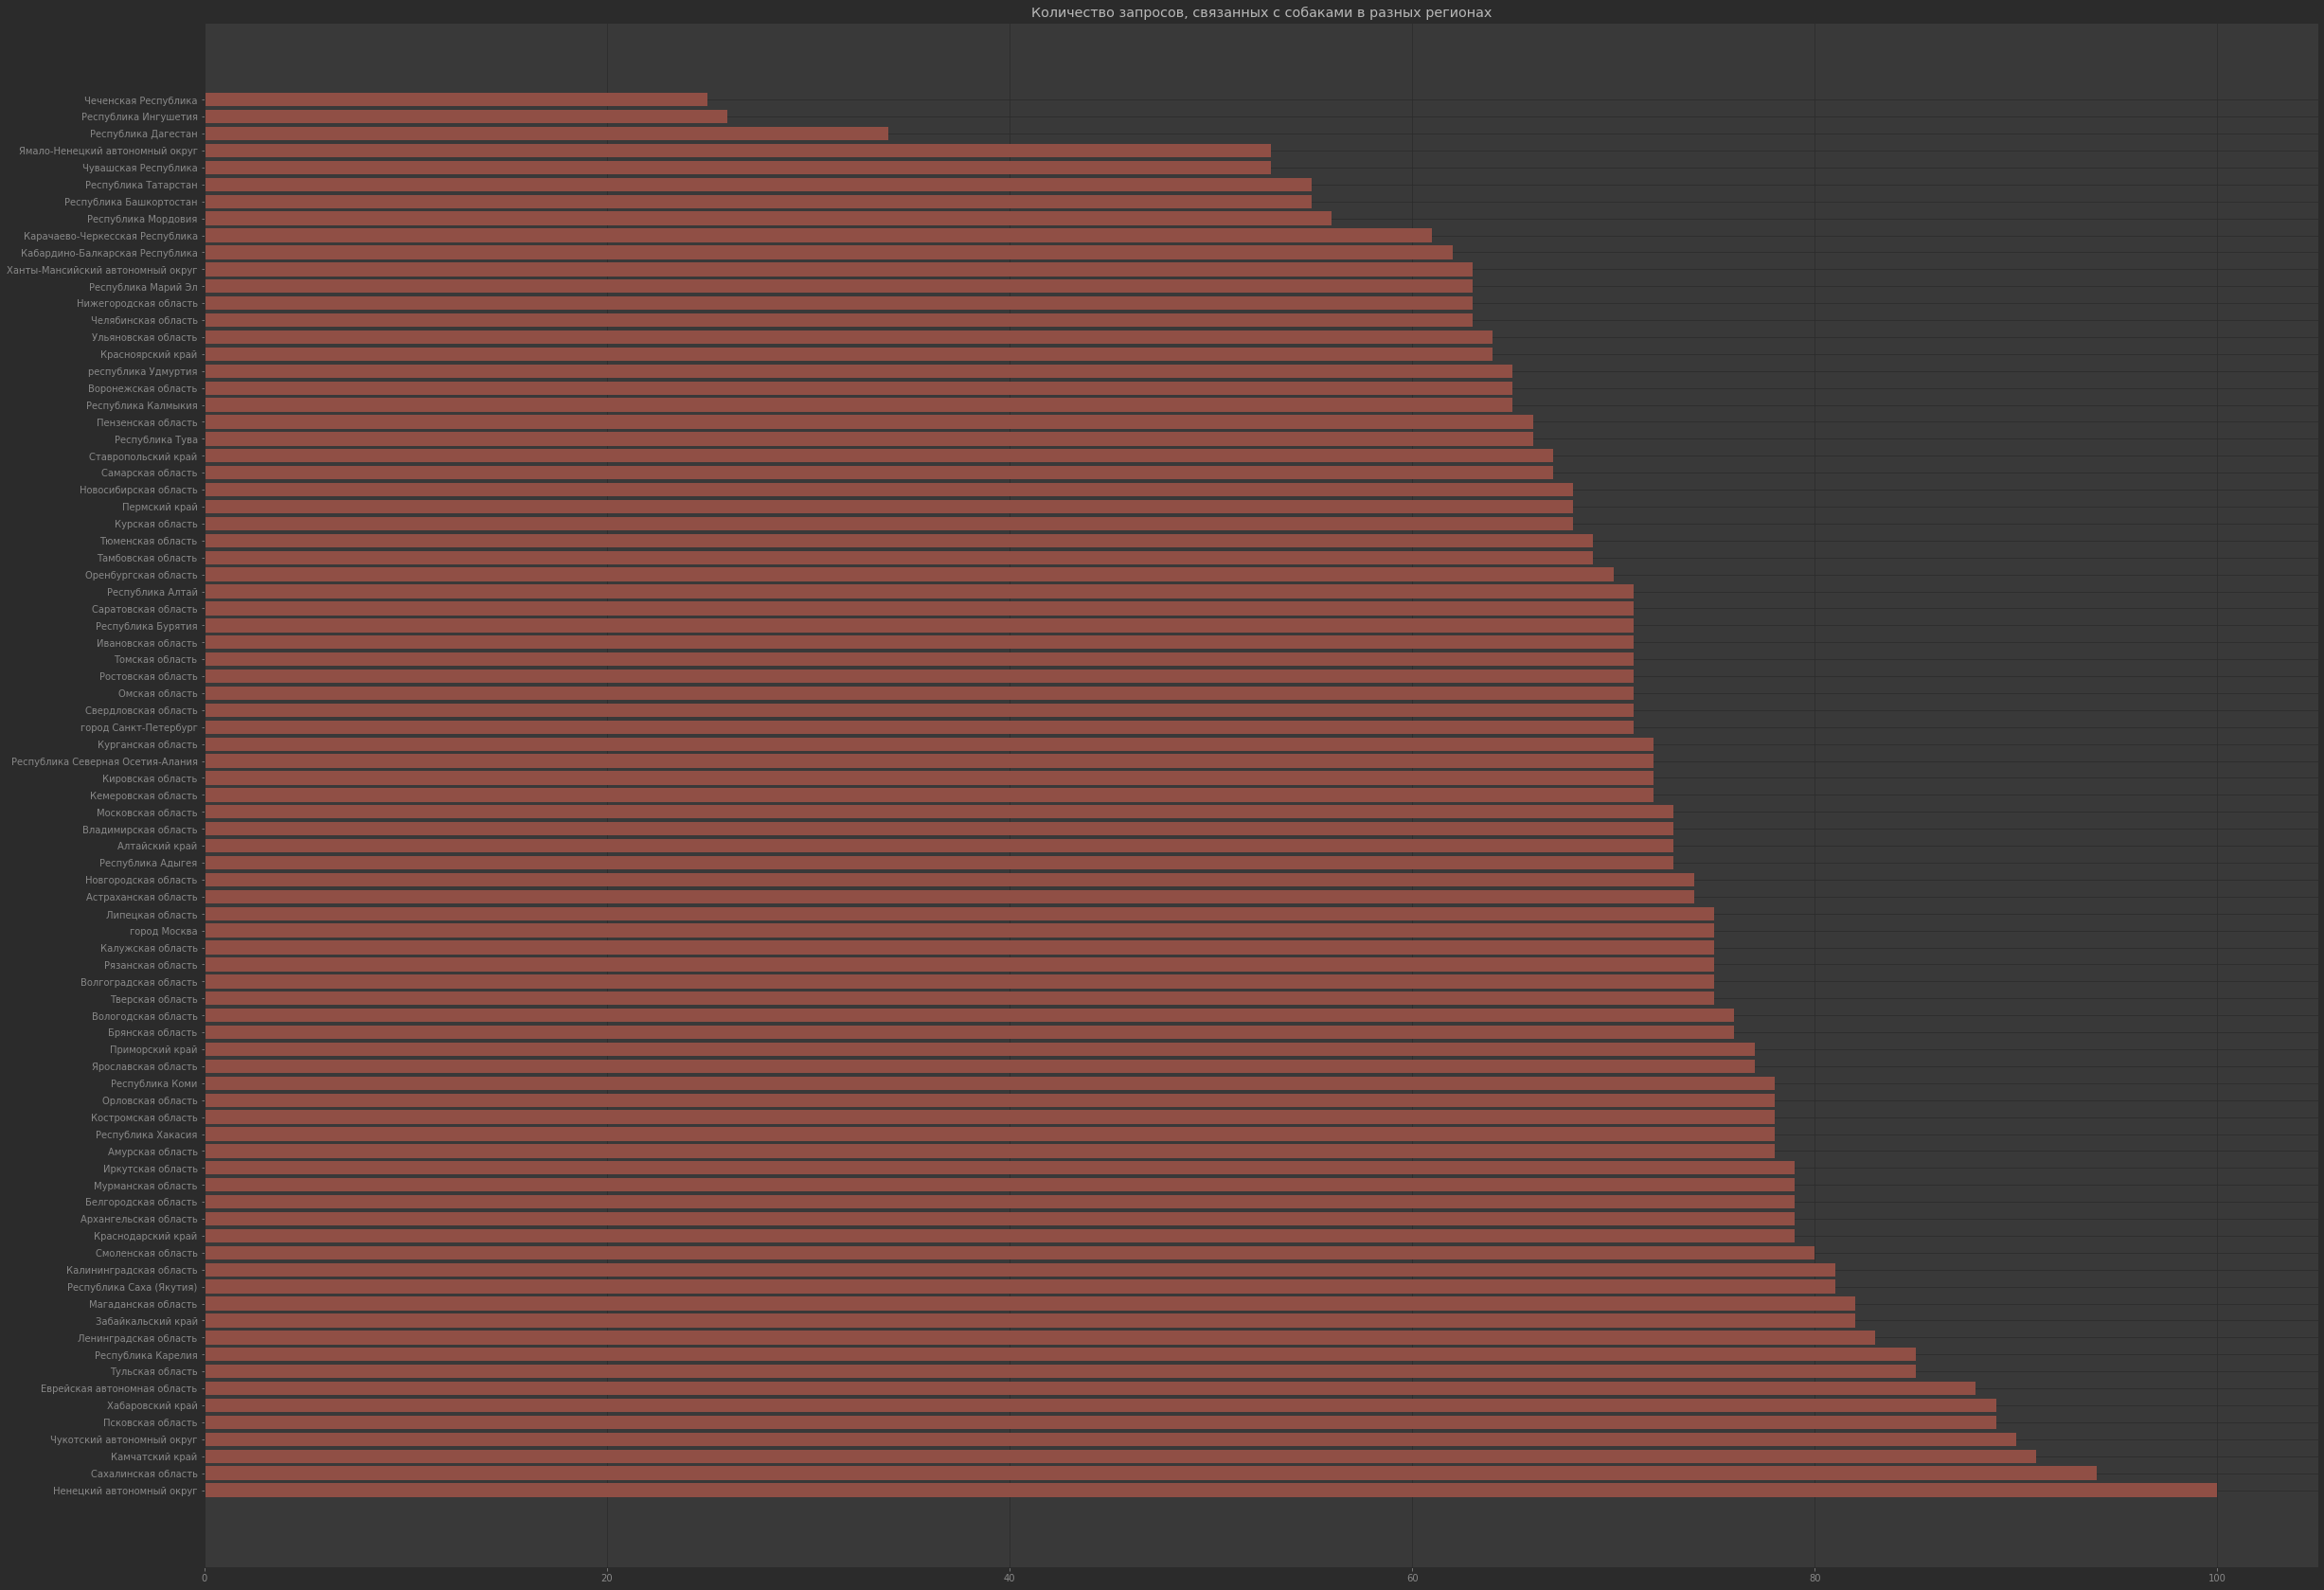 Количество запросов, связанных с собаками в разных регионах
Чеченская Республика
Республика Ингушетия
Республика Дагестан
Ямало-Ненецкий автономный округ
Чувашская Республика
Республика Татарстан
Республика Башкортостан
Республика Мордовия
Карачаево-Черкесская Республика
Кабардино-Балкарская Республика
Ханты-Мансийский автономный округ
Республика Марий Эл
Нижегородская область
Челябинская область
Ульяновская область
Красноярский край
республика Удмуртия
Воронежская область
Республика Калмыкия
Пензенская область
Республика Тува
Ставропольский край
Самарская область
Новосибирская область
Пермский край
Курская область
Тюменская область
Тамбовская область
Оренбургская область
Республика Алтай
Саратовская область
Республика Бурятия
Ивановская область
Томская область
Ростовская область
Омская область
Свердловская область
город Санкт-Петербург
Курганская область
Республика Северная Осетия-Алания
Кировская область
Кемеровская область
Московская область
Владимирская область
Алтайский край
Республика Адыгея
Новгородская область
Астраханская область
Липецкая область
город Москва
Калужская область
Рязанская область
Волгоградская область
Тверская область
Вологодская область
Брянская область
Приморский край
Ярославская область
Республика Коми
Орловская область
Костромская область
Республика Хакасия
Амурская область
Иркутская область
Мурманская область
Белгородская область
Архангельская область
Краснодарский край
Смоленская область
Калининградская область
Республика Саха (Якутия)
Магаданская область
Забайкальский край
Ленинградская область
Республика Карелия
Тульская область
Еврейская автономная область
Хабаровский край
Псковская область
Чукотский автономный округ
Камчатский край
Сахалинская область
Ненецкий автономный округ
0 20 40 60 80 100